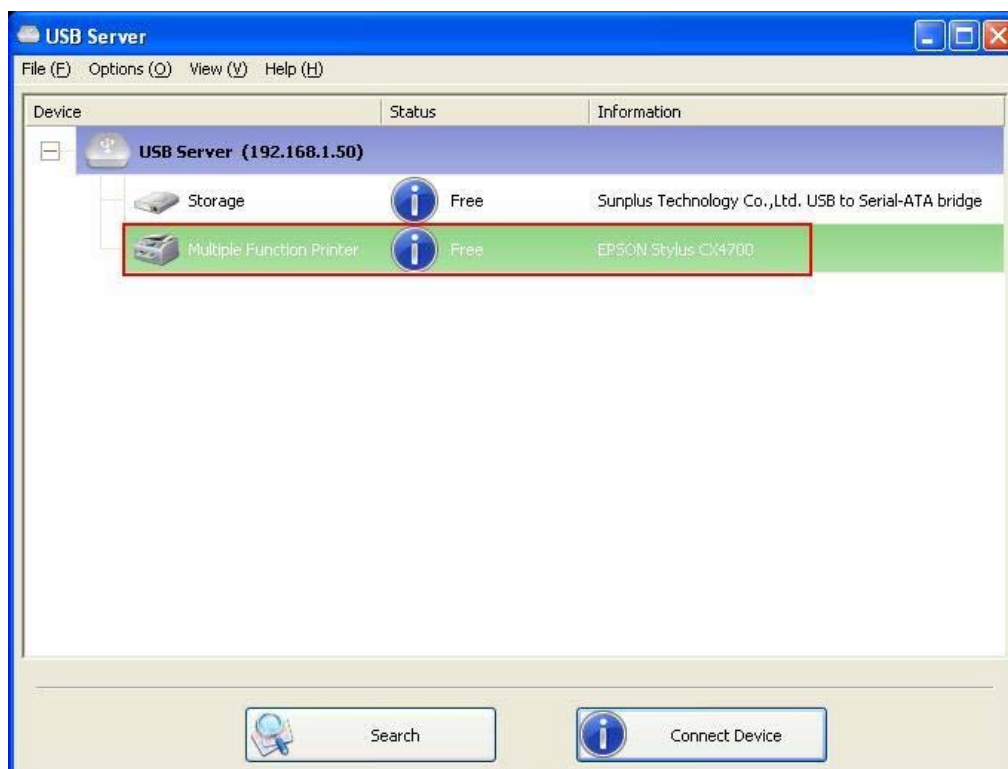 USB Server
File (F) Options (O) View (V) Help (H)
Device Status Information
USB Server (192.168.1.50)
Storage Free Sunplus Technology Co.,Ltd. USB to Serial-ATA bridge
Multiple Function Printer Free EPSON Stylus CX4700
Search Connect Device